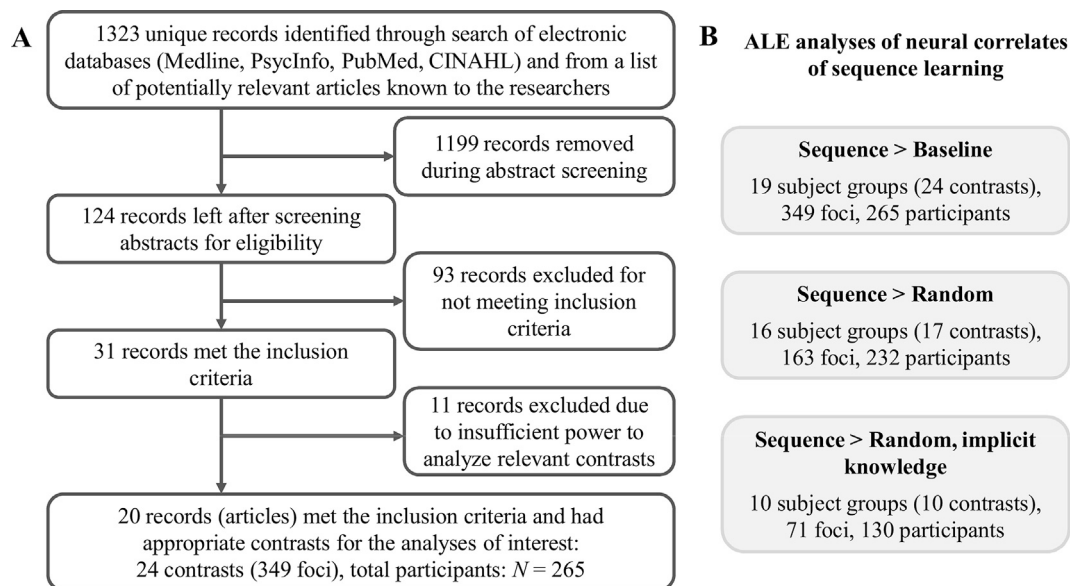 A
1323 unique records identified through search of electronic
databases (Medline, PsycInfo, PubMed, CINAHL) and from a list
of potentially relevant articles known to the researchers
1199 records removed
during abstract screening
124 records left after screening
abstracts for eligibility
93 records excluded for
not meeting inclusion
criteria
31 records met the inclusion
criteria
11 records excluded due
to insufficient power to
analyze relevant contrasts
20 records (articles) met the inclusion criteria and had
appropriate contrasts for the analyses of interest:
24 contrasts (349 foci), total participants: N = 265
B
ALE analyses of neural correlates
of sequence learning
Sequence > Baseline
19 subject groups (24 contrasts),
349 foci, 265 participants
Sequence > Random
16 subject groups (17 contrasts),
163 foci, 232 participants
Sequence > Random, implicit
knowledge
10 subject groups (10 contrasts),
71 foci, 130 participants